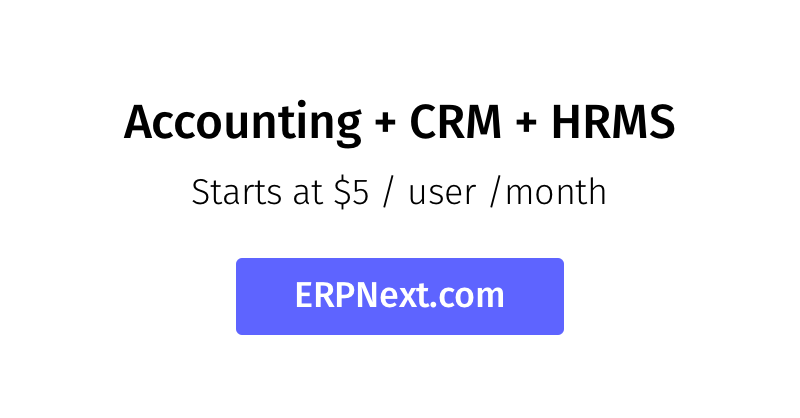 Accounting + CRM + HRMS
Starts at $5 / user /month
ERPNext.com